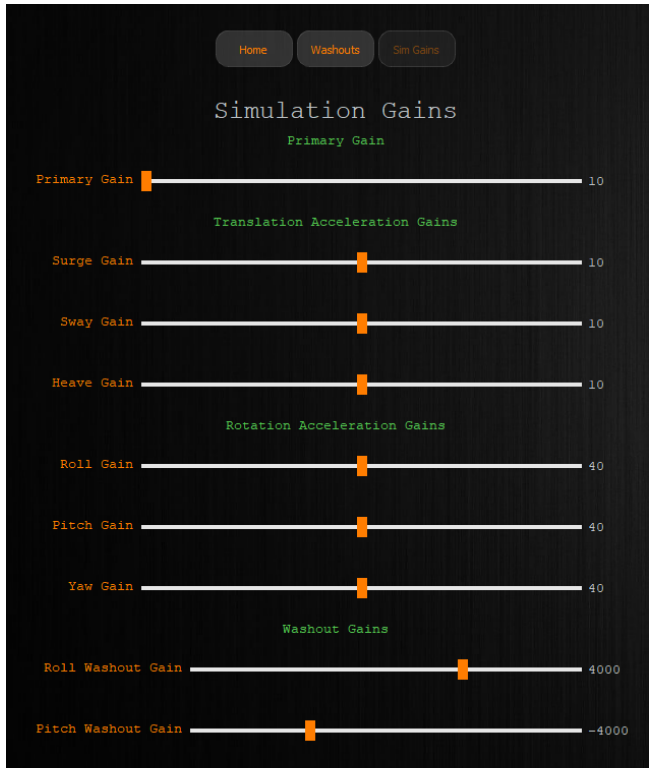 Home Washouts Sim Gains
Simulation Gains
Primary Gain
Primary Gain 10
Translation Acceleration Gains
Surge Gain 10
Sway Gain 10
Heave Gain 10
Rotation Acceleration Gains
Roll Gain 40
Pitch Gain 40
Yaw Gain 40
Washout Gains
Roll Washout Gain 4000
Pitch Washout Gain -4000